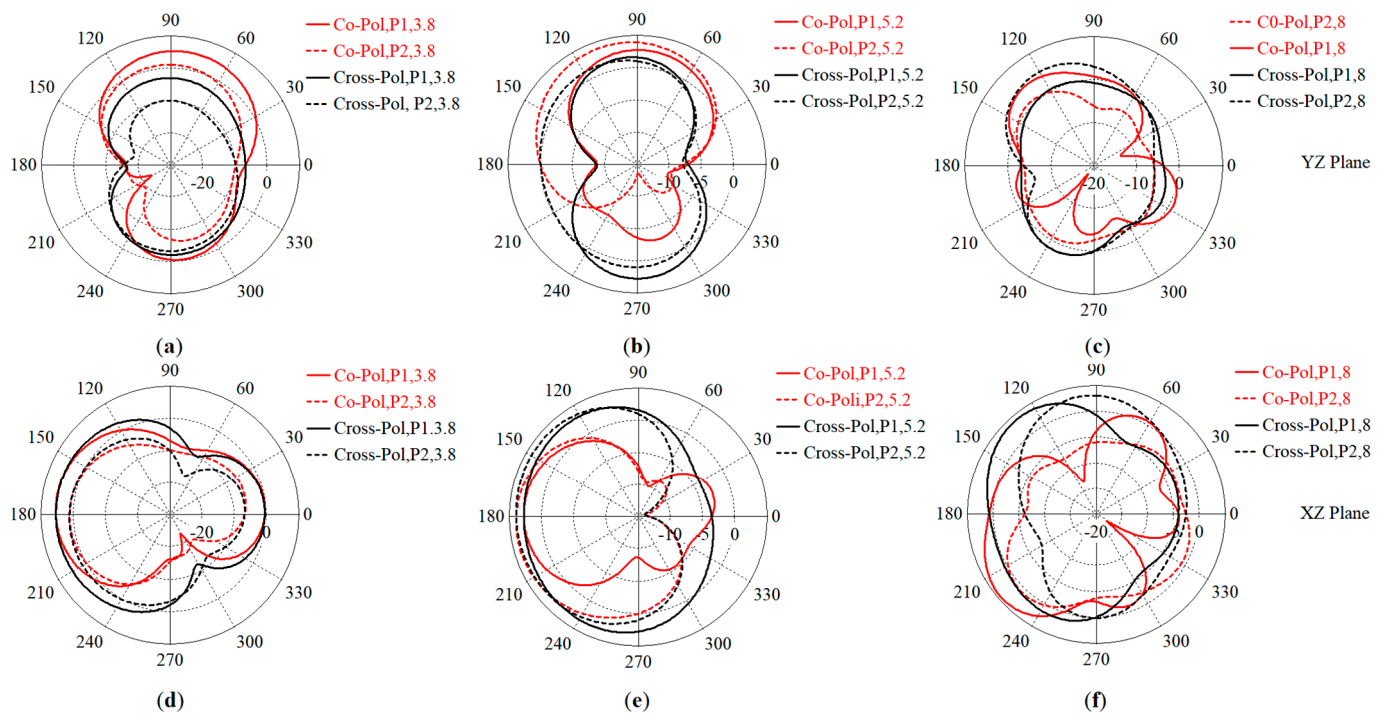 90
120
60
150
30
180
0
-20
0
210
330
240
300
270
Co-Pol,P1,3.8
Co-Pol,P2,3.8
Cross-Pol,P1,3.8
Cross-Pol, P2,3.8
(a)
90
120
60
150
30
180
0
-10
-5
0
210
330
240
300
270
Co-Pol,P1,5.2
Co-Pol,P2,5.2
Cross-Pol,P1,5.2
Cross-Pol,P2,5.2
(b)
90
120
150
30
180
0
-20
-10
0
210
330
240
300
270
C0-Pol,P2,8
Co-Pol,P1,8
Cross-Pol,P1,8
Cross-Pol,P2,8
YZ Plane
(c)
90
120
60
150
30
180
0
-20
0
210
330
240
300
270
Co-Pol,P1,3.8
Co-Pol,P2,3.8
Cross-Pol,P1.3.8
Cross-Pol,P2,3.8
(d)
90
120
60
150
30
180
0
-10
-5
0
210
330
240
300
270
Co-Pol,P1,5.2
Co-Poli,P2,5.2
Cross-Pol,P1,5.2
Cross-Pol,P2,5.2
(e)
90
120
60
150
30
180
0
-20
0
210
330
240
300
270
Co-Pol,P1,8
Co-Pol,P2,8
Cross-Pol,P1,8
Cross-Pol,P2,8
XZ Plane
(f)